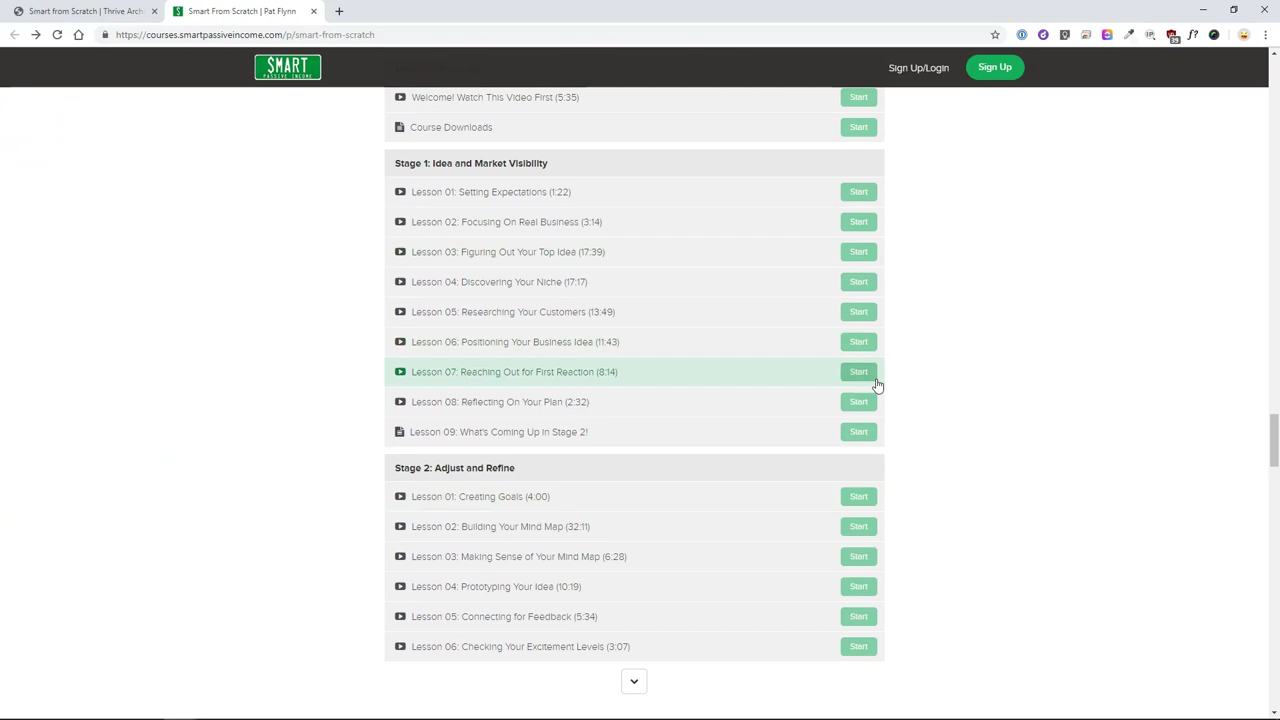 Smart from Scratch | Thrive Arch
Smart From Scratch | Pat Flynn
https://courses.smartpassiveincome.com/p/smart-from-scratch
SMART
PASSIVE INCOME
Sign Up/Login
Sign Up
Welcome! Watch This Video First (5:35)
Start
Course Downloads
Start
Stage 1: Idea and Market Visibility
Lesson 01: Setting Expectations (1:22)
Start
Lesson 02: Focusing On Real Business (3:14)
Start
Lesson 03: Figuring Out Your Top Idea (17:39)
Start
Lesson 04: Discovering Your Niche (17:17)
Start
Lesson 05: Researching Your Customers (13:49)
Start
Lesson 06: Positioning Your Business Idea (11:43)
Start
Lesson 07: Reaching Out for First Reaction (8:14)
Start
Lesson 08: Reflecting On Your Plan (2:32)
Start
Lesson 09: What's Coming Up in Stage 2!
Start
Stage 2: Adjust and Refine
Lesson 01: Creating Goals (4:00)
Start
Lesson 02: Building Your Mind Map (32:11)
Start
Lesson 03: Making Sense of Your Mind Map (6:28)
Start
Lesson 04: Prototyping Your Idea (10:19)
Start
Lesson 05: Connecting for Feedback (5:34)
Start
Lesson 06: Checking Your Excitement Levels (3:07)
Start